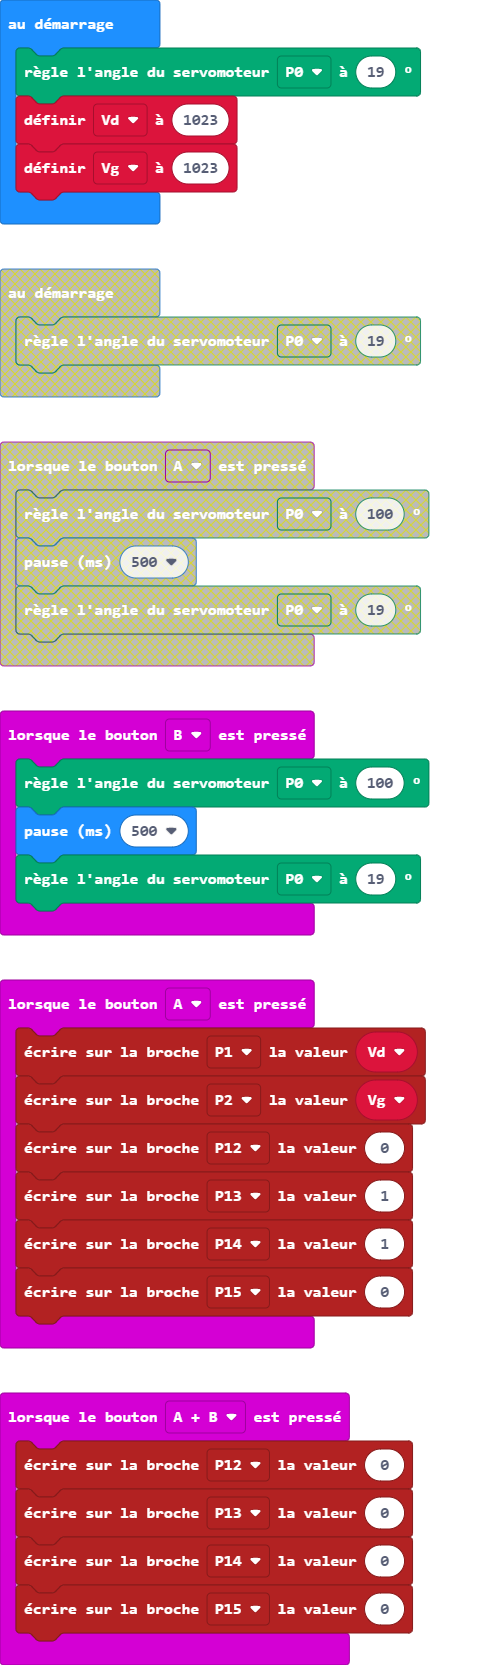 au démarrage
règle l'angle du servomoteur P0 à 19 °
définir Vd à 1023
définir Vg à 1023
au démarrage
règle l'angle du servomoteur P0 à 19 °
lorsque le bouton A est pressé
règle l'angle du servomoteur P0 à 100 °
pause (ms) 500
règle l'angle du servomoteur P0 à 19 °
lorsque le bouton B est pressé
règle l'angle du servomoteur P0 à 100 °
pause (ms) 500
règle l'angle du servomoteur P0 à 19 °
lorsque le bouton A est pressé
écrire sur la broche P1 la valeur Vd
écrire sur la broche P2 la valeur Vg
écrire sur la broche P12 la valeur 0
écrire sur la broche P13 la valeur 1
écrire sur la broche P14 la valeur 1
écrire sur la broche P15 la valeur 0
lorsque le bouton A + B est pressé
écrire sur la broche P12 la valeur 0
écrire sur la broche P13 la valeur 0
écrire sur la broche P14 la valeur 0
écrire sur la broche P15 la valeur 0